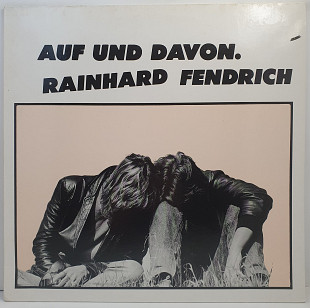 AUF UND DAVON.
RAINHARD FENDRICH